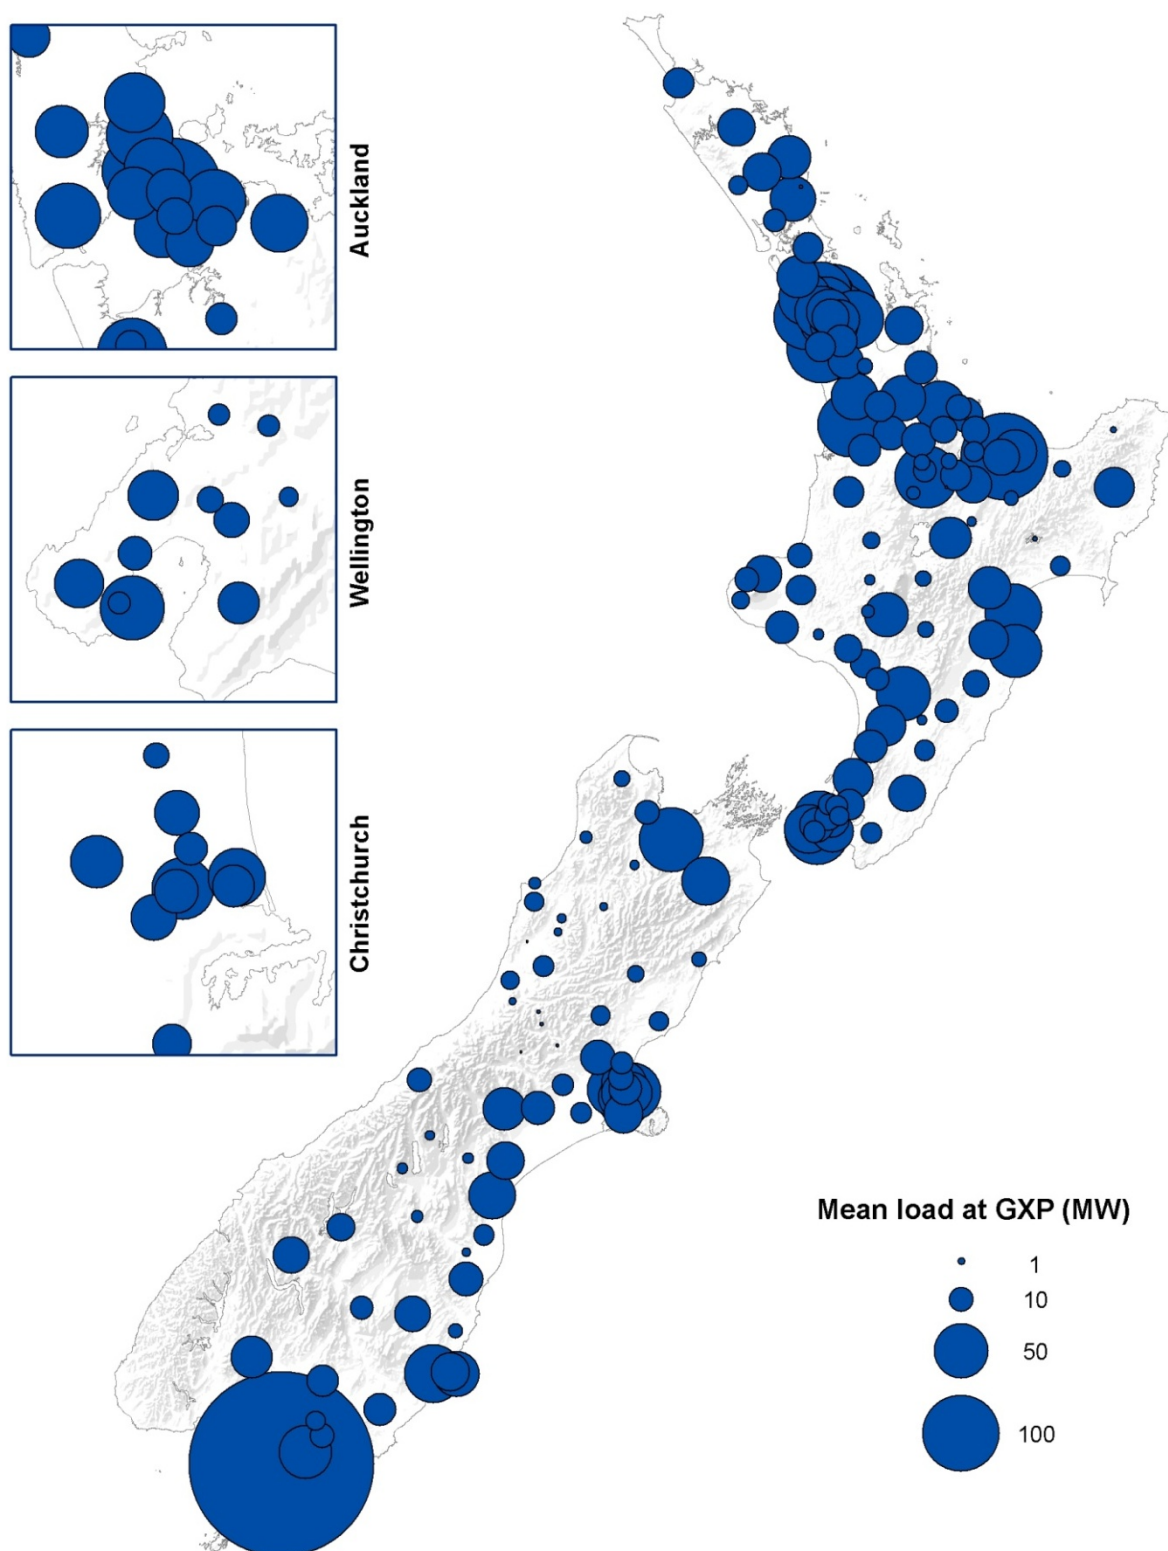 Auckland
Wellington
Christchurch
Mean load at GXP (MW)
1
10
50
100